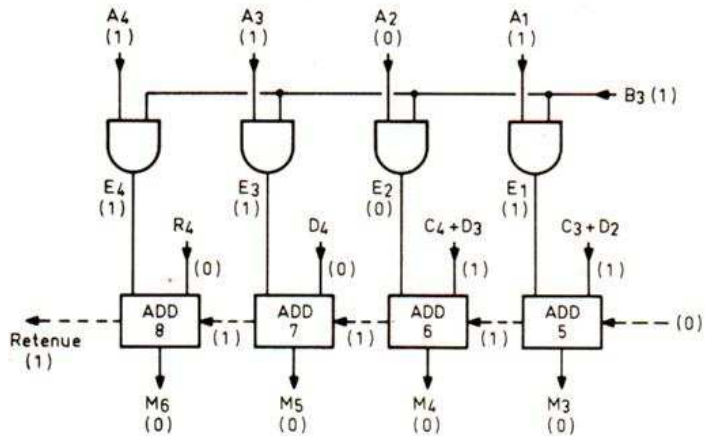 A4 A3 A2 A1
(1) (1) (0) (1)
B3 (1)
E4 E3 E2 E1
(1) (1) (0) (1)
R4 D4 C4+D3 C3+D2
(0) (0) (1) (1)
ADD ADD ADD ADD
8 7 6 5
(1) (1) (1) (0)
Retenue
(1)
M6 M5 M4 M3
(0) (0) (0) (0)